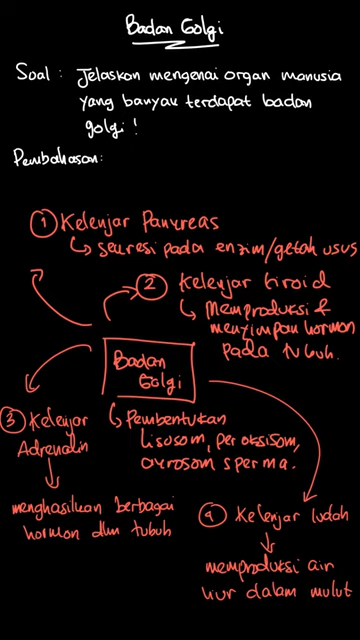 Badan Golgi
Soal : Jelaskan mengenai organ manusia
yang banyak terdapat badan
golgi !
Pembahasan :
① Kelenjar Pancreas
↳ sekresi pada enzim/getah usus
② Kelenjar tiroid
↳ Memproduksi &
menyimpan hormon
pada tubuh.
Badan
Golgi
↳ Pembentukan
Lisosom, peroksisom,
akrosom sperma.
③ Kelenjar
Adrenalin
menghasilkan berbagai
hormon dlm tubuh
④ Kelenjar ludah
memproduksi air
liur dalam mulut